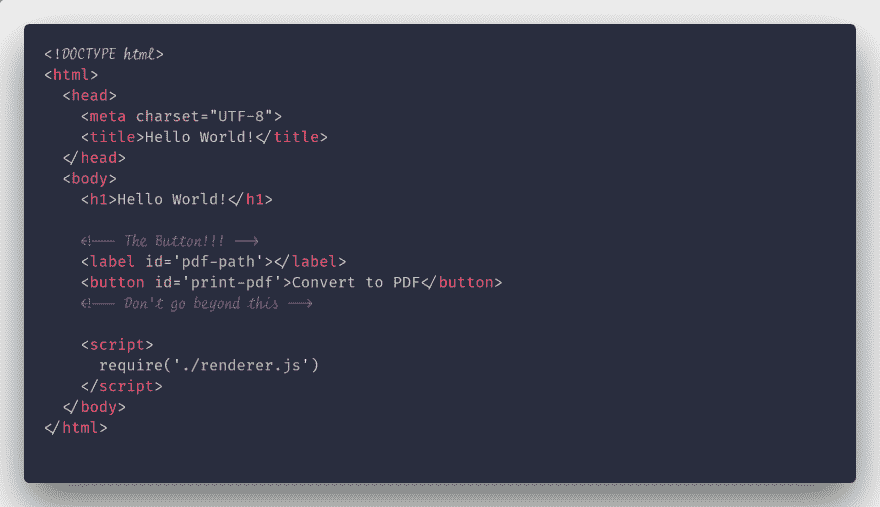 <!DOCTYPE html>
<html>
  <head>
    <meta charset="UTF-8">
    <title>Hello World!</title>
  </head>
  <body>
    <h1>Hello World!</h1>

    <!-- The Button!!! -->
    <label id='pdf-path'></label>
    <button id='print-pdf'>Convert to PDF</button>
    <!-- Don't go beyond this -->

    <script>
      require('./renderer.js')
    </script>
  </body>
</html>